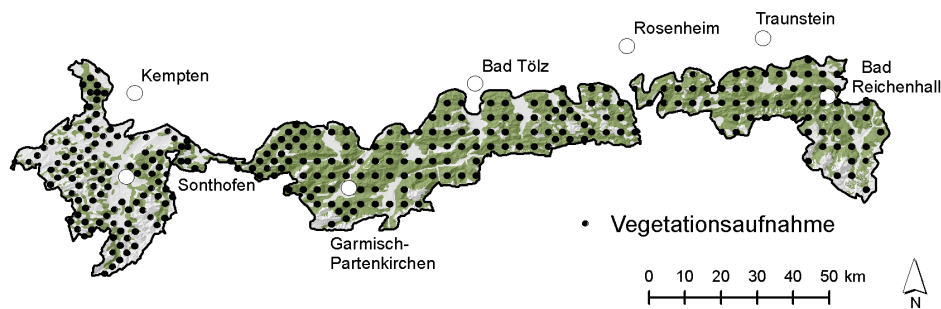 Traunstein
Rosenheim
Bad
Reichenhall
Kempten
Bad Tölz
Sonthofen
Garmisch-
Partenkirchen
Vegetationsaufnahme
0 10 20 30 40 50 km
N